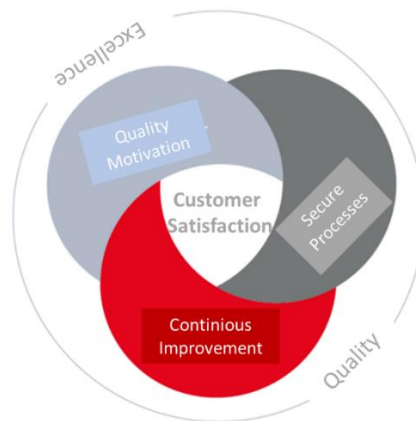 Excellence
Quality
Motivation
Customer
Satisfaction
Secure
Processes
Continious
Improvement
Quality